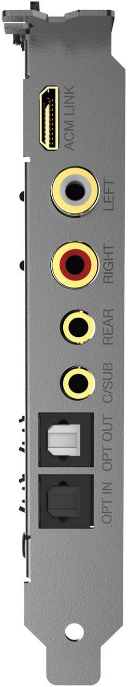 ACM LINK
LEFT
RIGHT
REAR
C/SUB
OPT OUT
OPT IN